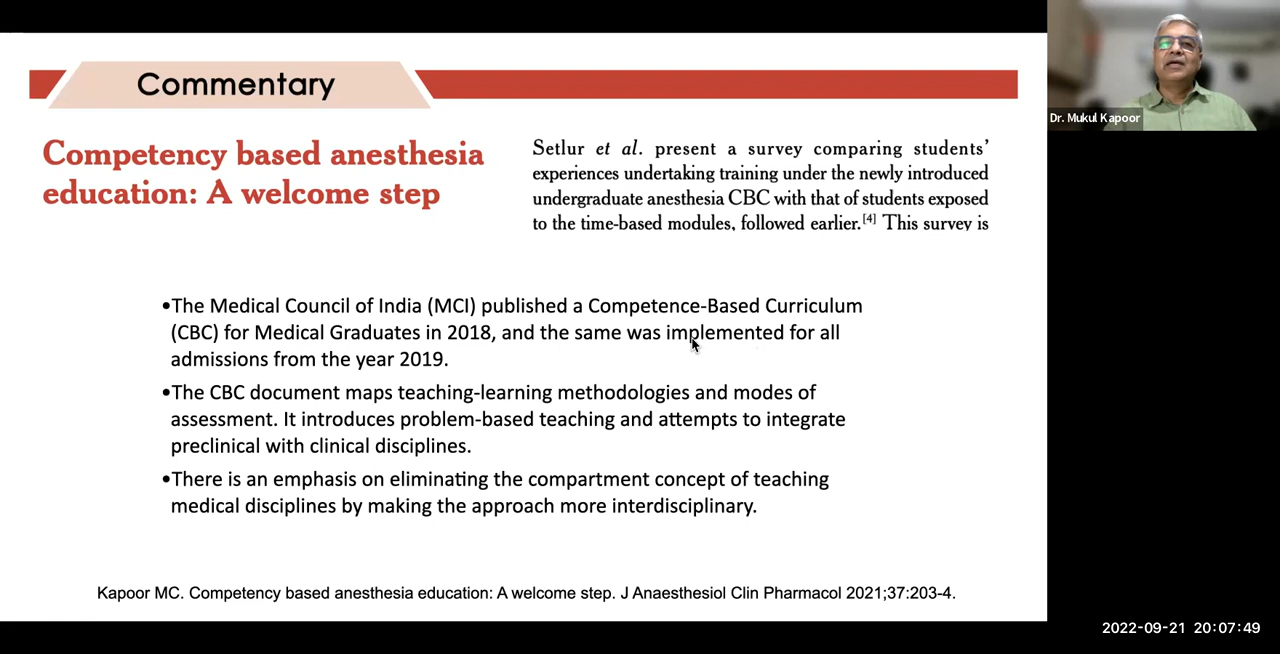 Commentary
Competency based anesthesia
education: A welcome step
Setlur et al. present a survey comparing students'
experiences undertaking training under the newly introduced
undergraduate anesthesia CBC with that of students exposed
to the time-based modules, followed earlier.[4] This survey is
•The Medical Council of India (MCI) published a Competence-Based Curriculum
(CBC) for Medical Graduates in 2018, and the same was implemented for all
admissions from the year 2019.
•The CBC document maps teaching-learning methodologies and modes of
assessment. It introduces problem-based teaching and attempts to integrate
preclinical with clinical disciplines.
•There is an emphasis on eliminating the compartment concept of teaching
medical disciplines by making the approach more interdisciplinary.
Kapoor MC. Competency based anesthesia education: A welcome step. J Anaesthesiol Clin Pharmacol 2021;37:203-4.
Dr. Mukul Kapoor
2022-09-21 20:07:49